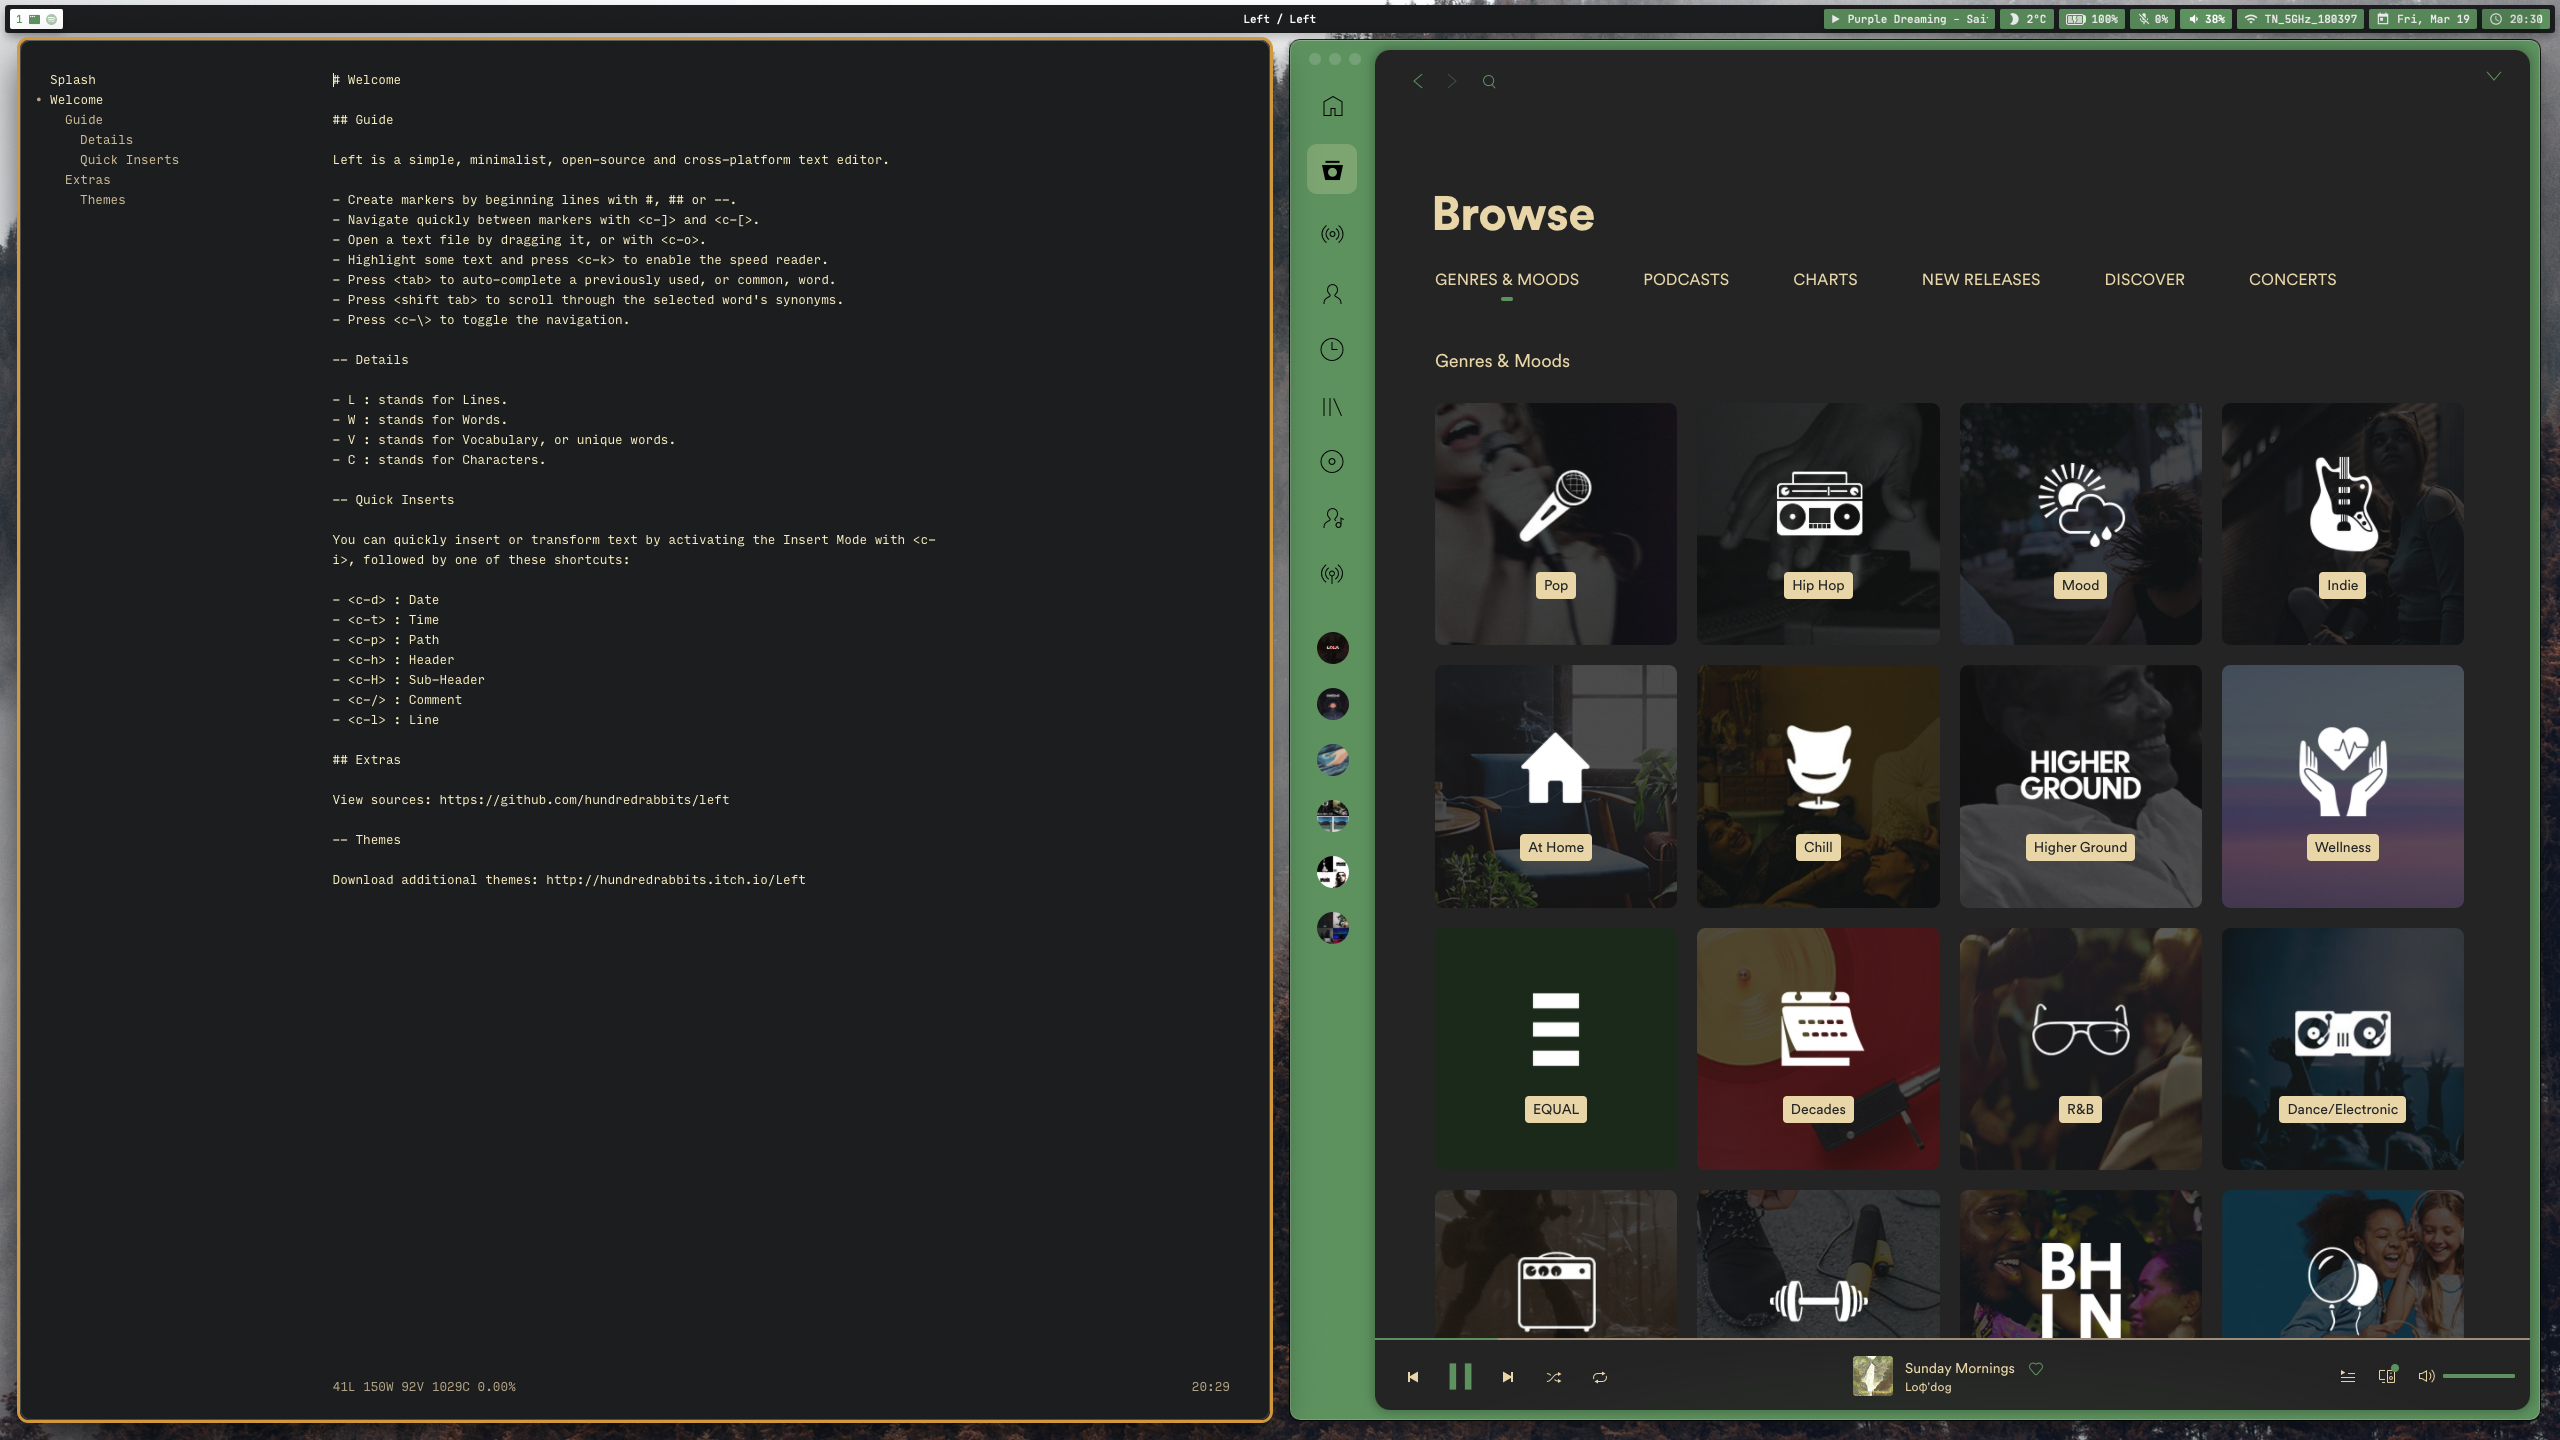 1
Left / Left
Purple Dreaming - Sai
2°C
100%
0%
38%
TN_5GHz_180397
Fri, Mar 19
20:30
Splash
• Welcome
Guide
Details
Quick Inserts
Extras
Themes
# Welcome
## Guide
Left is a simple, minimalist, open-source and cross-platform text editor.
- Create markers by beginning lines with #, ## or --.
- Navigate quickly between markers with <c-]> and <c-[>.
- Open a text file by dragging it, or with <c-o>.
- Highlight some text and press <c-k> to enable the speed reader.
- Press <tab> to auto-complete a previously used, or common, word.
- Press <shift tab> to scroll through the selected word's synonyms.
- Press <c-\> to toggle the navigation.
-- Details
- L : stands for Lines.
- W : stands for Words.
- V : stands for Vocabulary, or unique words.
- C : stands for Characters.
-- Quick Inserts
You can quickly insert or transform text by activating the Insert Mode with <c-
i>, followed by one of these shortcuts:
- <c-d> : Date
- <c-t> : Time
- <c-p> : Path
- <c-h> : Header
- <c-H> : Sub-Header
- <c-/> : Comment
- <c-l> : Line
## Extras
View sources: https://github.com/hundredrabbits/left
-- Themes
Download additional themes: http://hundredrabbits.itch.io/Left
41L 150W 92V 1029C 0.00%
20:29
Browse
GENRES & MOODS
PODCASTS
CHARTS
NEW RELEASES
DISCOVER
CONCERTS
Genres & Moods
Pop
Hip Hop
Mood
Indie
At Home
Chill
HIGHER
GROUND
Higher Ground
Wellness
EQUAL
Decades
R&B
Dance/Electronic
BH
LN
Sunday Mornings
Loф'dog